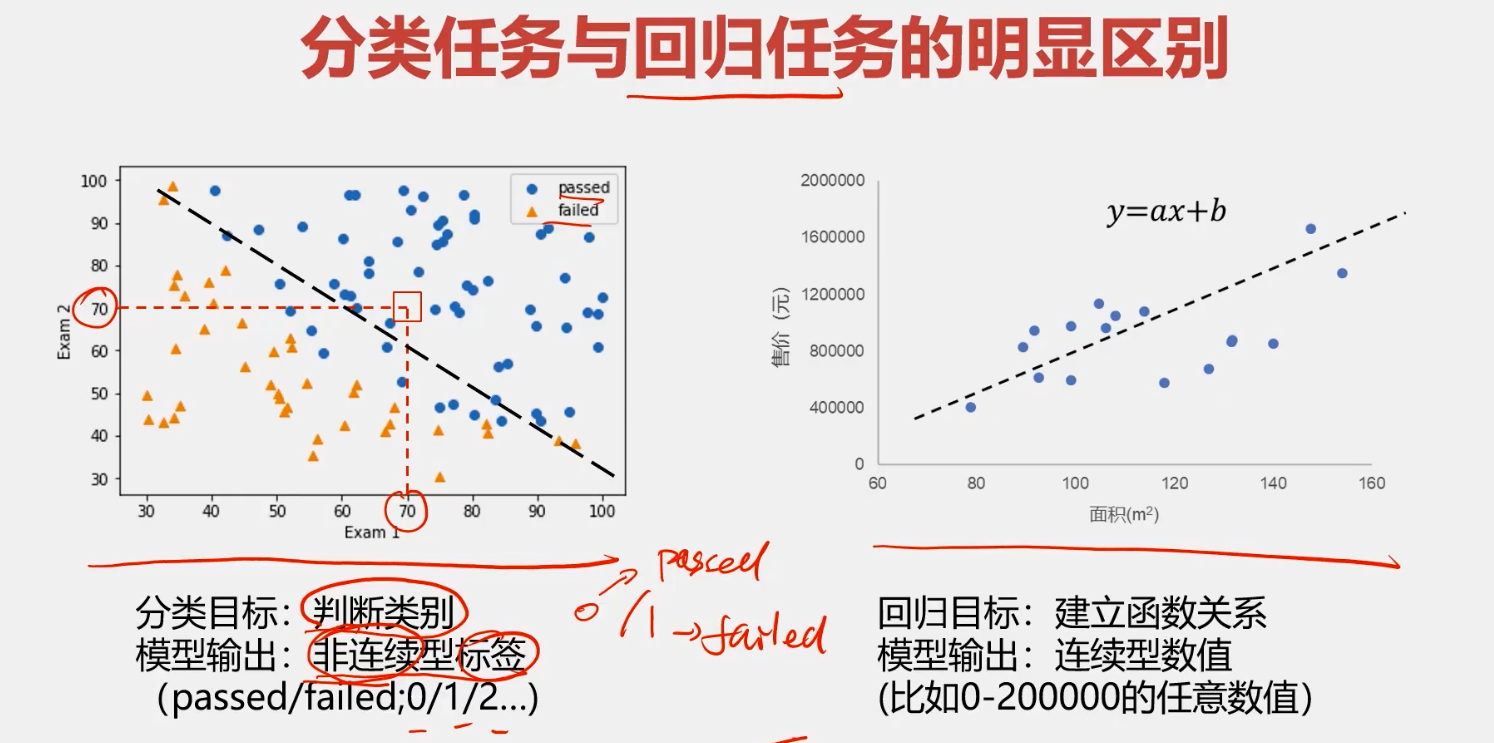 分类任务与回归任务的明显区别
100
90
80
70
60
50
40
30
Exam 2
passed
failed
30 40 50 60 70 80 90 100
Exam 1
2000000
1600000
1200000
800000
400000
0
售价（元）
y=ax+b
60 80 100 120 140 160
面积(m²)
分类目标：判断类别
模型输出：非连续型标签
（passed/failed;0/1/2...）
0/1
passed
failed
回归目标：建立函数关系
模型输出：连续型数值
(比如0-200000的任意数值）